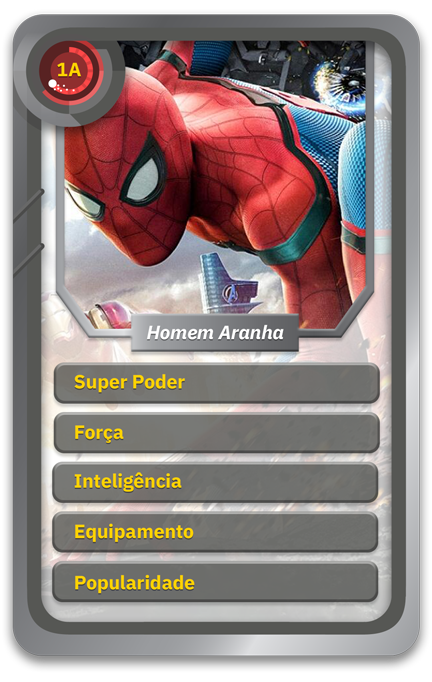 1A
Homem Aranha
Super Poder
Força
Inteligência
Equipamento
Popularidade